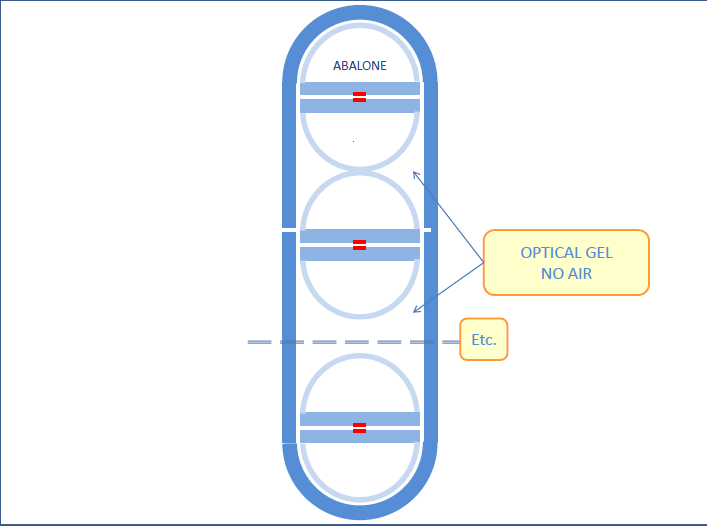 ABALONE
OPTICAL GEL
NO AIR
Etc.